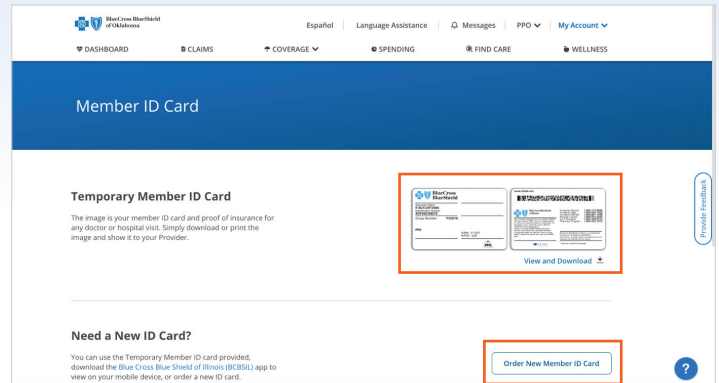 BlueCross BlueShield
of Oklahoma
Español Language Assistance Messages PPO My Account
DASHBOARD CLAIMS COVERAGE SPENDING FIND CARE WELLNESS
Member ID Card
Temporary Member ID Card
The image is your member ID card and proof of insurance for
any doctor or hospital visit. Simply download or print the
image and show it to your Provider.
BlueCross
BlueShield
Group Number
PPO
View and Download
Provide Feedback
Need a New ID Card?
You can use the Temporary Member ID card provided,
download the Blue Cross Blue Shield of Illinois (BCBSIL) app to
view on your mobile device, or order a new ID card.
Order New Member ID Card
?